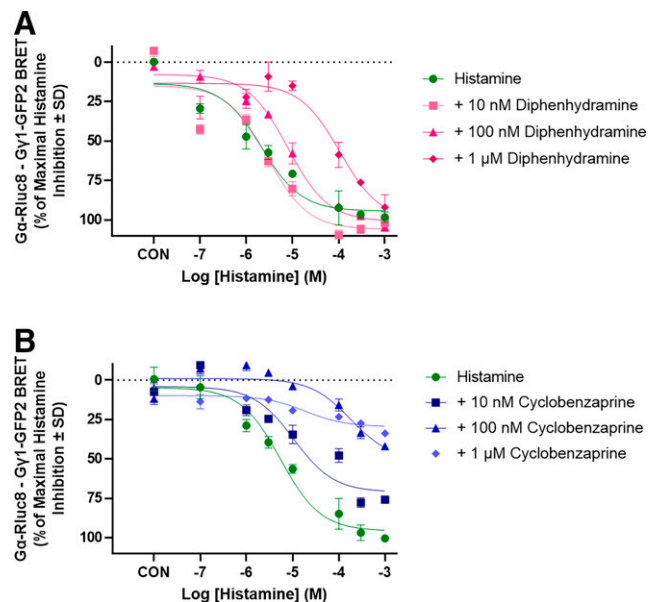 A
Gα-Rluc8 - Gγ1-GFP2 BRET
(% of Maximal Histamine
Inhibition ± SD)
0
25
50
75
100
CON
-7
-6
-5
-4
-3
Log [Histamine] (M)
Histamine
+ 10 nM Diphenhydramine
+ 100 nM Diphenhydramine
+ 1 µM Diphenhydramine
B
Gα-Rluc8 - Gγ1-GFP2 BRET
(% of Maximal Histamine
Inhibition ± SD)
0
25
50
75
100
CON
-7
-6
-5
-4
-3
Log [Histamine] (M)
Histamine
+ 10 nM Cyclobenzaprine
+ 100 nM Cyclobenzaprine
+ 1 µM Cyclobenzaprine